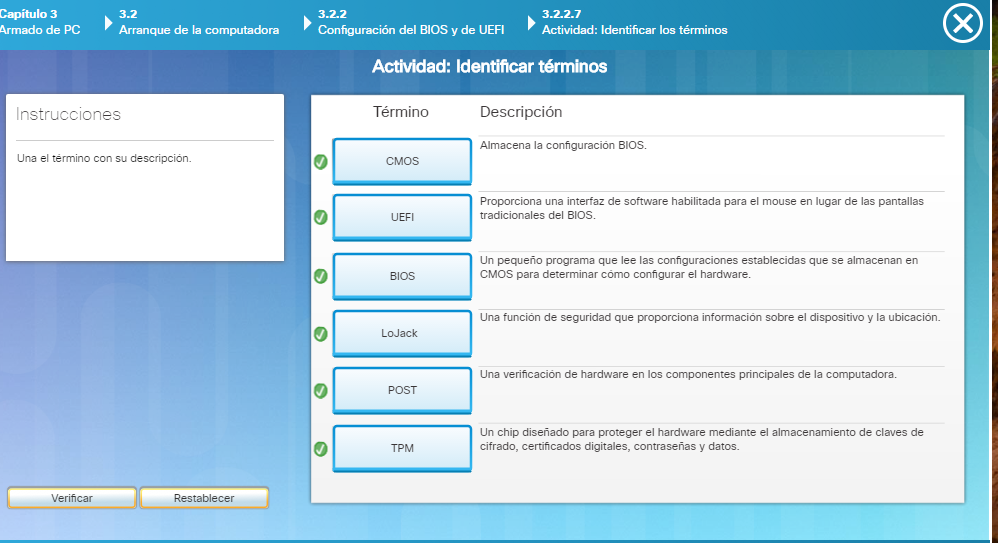 Capítulo 3
Armado de PC
3.2
Arranque de la computadora
3.2.2
Configuración del BIOS y de UEFI
3.2.2.7
Actividad: Identificar los términos
Actividad: Identificar términos
Instrucciones
Una el término con su descripción.
Término
Descripción
CMOS
Almacena la configuración BIOS.
UEFI
Proporciona una interfaz de software habilitada para el mouse en lugar de las pantallas
tradicionales del BIOS.
BIOS
Un pequeño programa que lee las configuraciones establecidas que se almacenan en
CMOS para determinar cómo configurar el hardware.
LoJack
Una función de seguridad que proporciona información sobre el dispositivo y la ubicación.
POST
Una verificación de hardware en los componentes principales de la computadora.
TPM
Un chip diseñado para proteger el hardware mediante el almacenamiento de claves de
cifrado, certificados digitales, contraseñas y datos.
Verificar
Restablecer